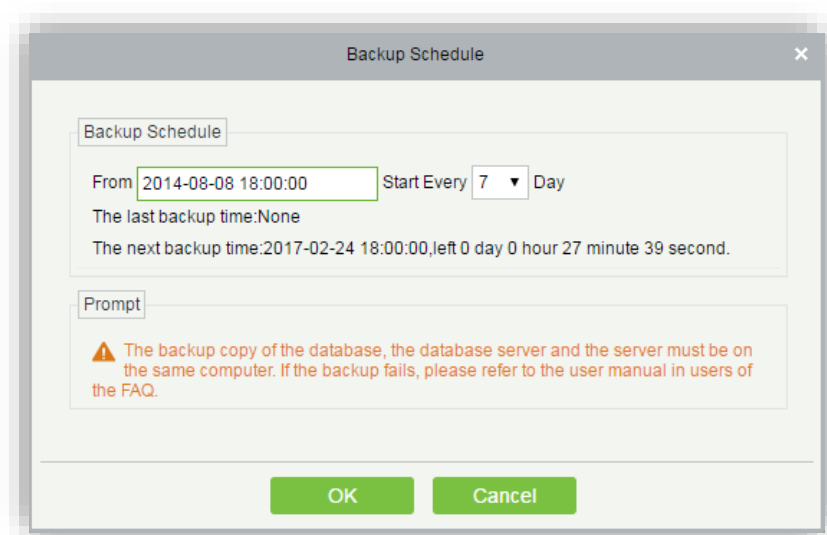 Backup Schedule ×
Backup Schedule
From 2014-08-08 18:00:00 Start Every 7 Day
The last backup time:None
The next backup time:2017-02-24 18:00:00,left 0 day 0 hour 27 minute 39 second.
Prompt
The backup copy of the database, the database server and the server must be on
the same computer. If the backup fails, please refer to the user manual in users of
the FAQ.
OK Cancel